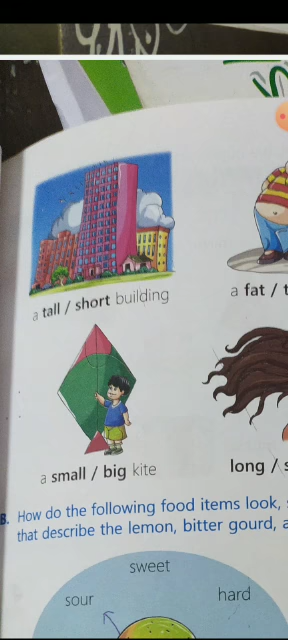 a tall / short building
a fat /
a small / big kite
long /
B. How do the following food items look,
that describe the lemon, bitter gourd,
sweet
sour
hard